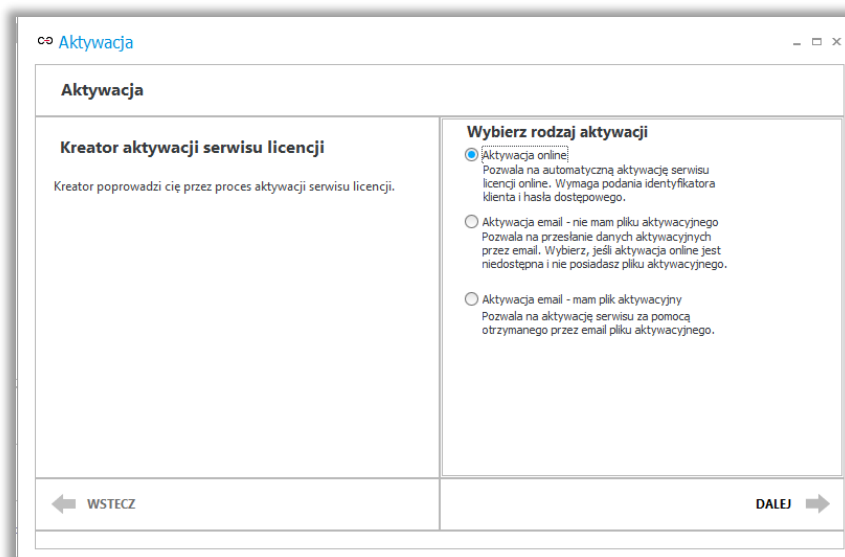 Aktywacja
Aktywacja
Kreator aktywacji serwisu licencji
Kreator poprowadzi cię przez proces aktywacji serwisu licencji.
Wybierz rodzaj aktywacji
Aktywacja online
Pozwala na automatyczną aktywację serwisu
licencji online. Wymaga podania identyfikatora
klienta i hasła dostępowego.
Aktywacja email - nie mam pliku aktywacyjnego
Pozwala na przesłanie danych aktywacyjnych
przez email. Wybierz, jeśli aktywacja online jest
niedostępna i nie posiadasz pliku aktywacyjnego.
Aktywacja email - mam plik aktywacyjny
Pozwala na aktywację serwisu za pomocą
otrzymanego przez email pliku aktywacyjnego.
WSTECZ
DALEJ